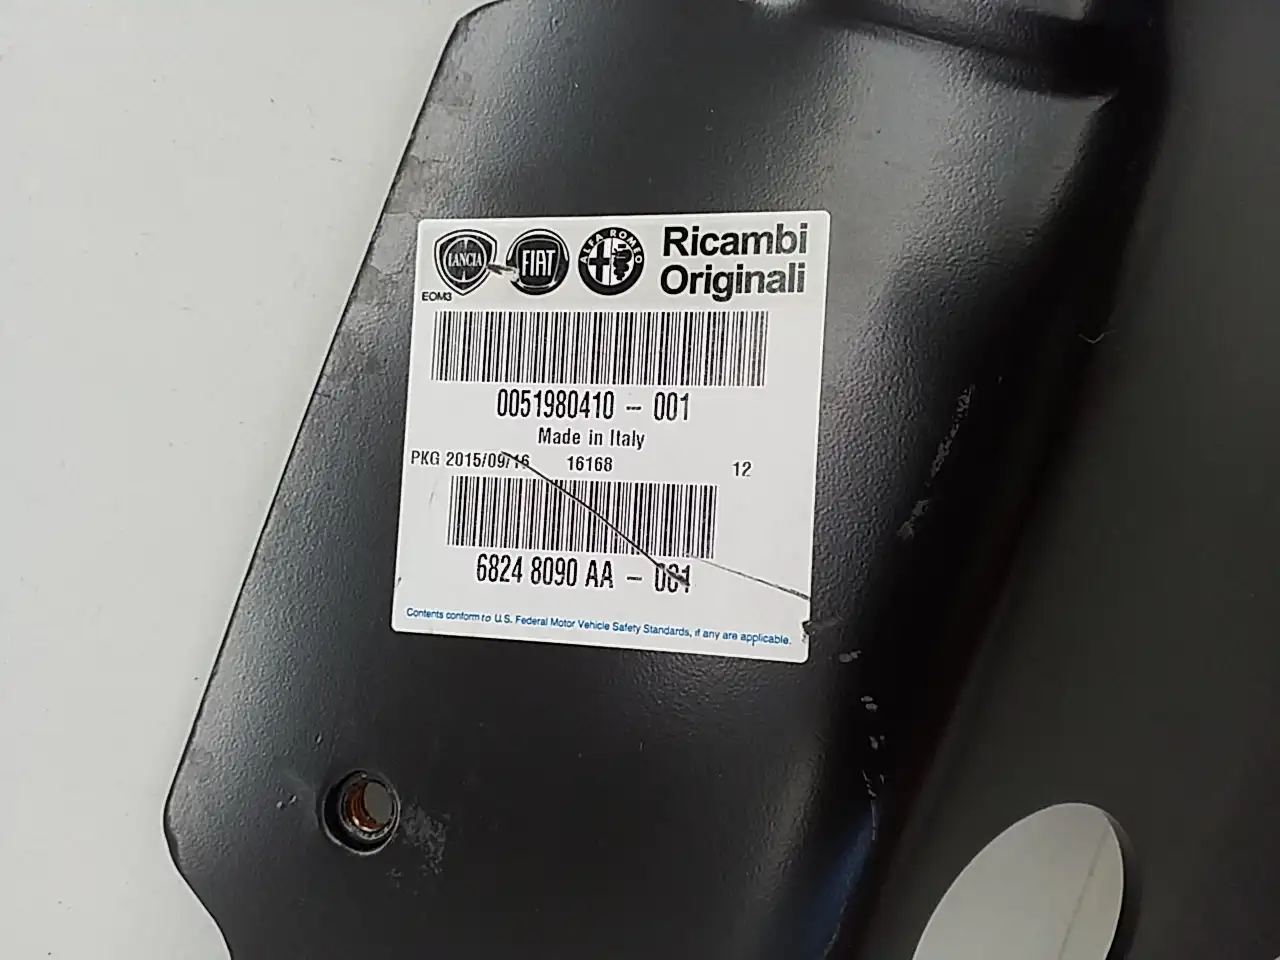 LANCIA FIAT ALFA ROMEO Ricambi
Originali
EOM3
0051980410 - 001
Made in Italy
PKG 2015/09/16 16168 12
6824 8090 AA - 001
Contents conform to U.S. Federal Motor Vehicle Safety Standards, if any are applicable.